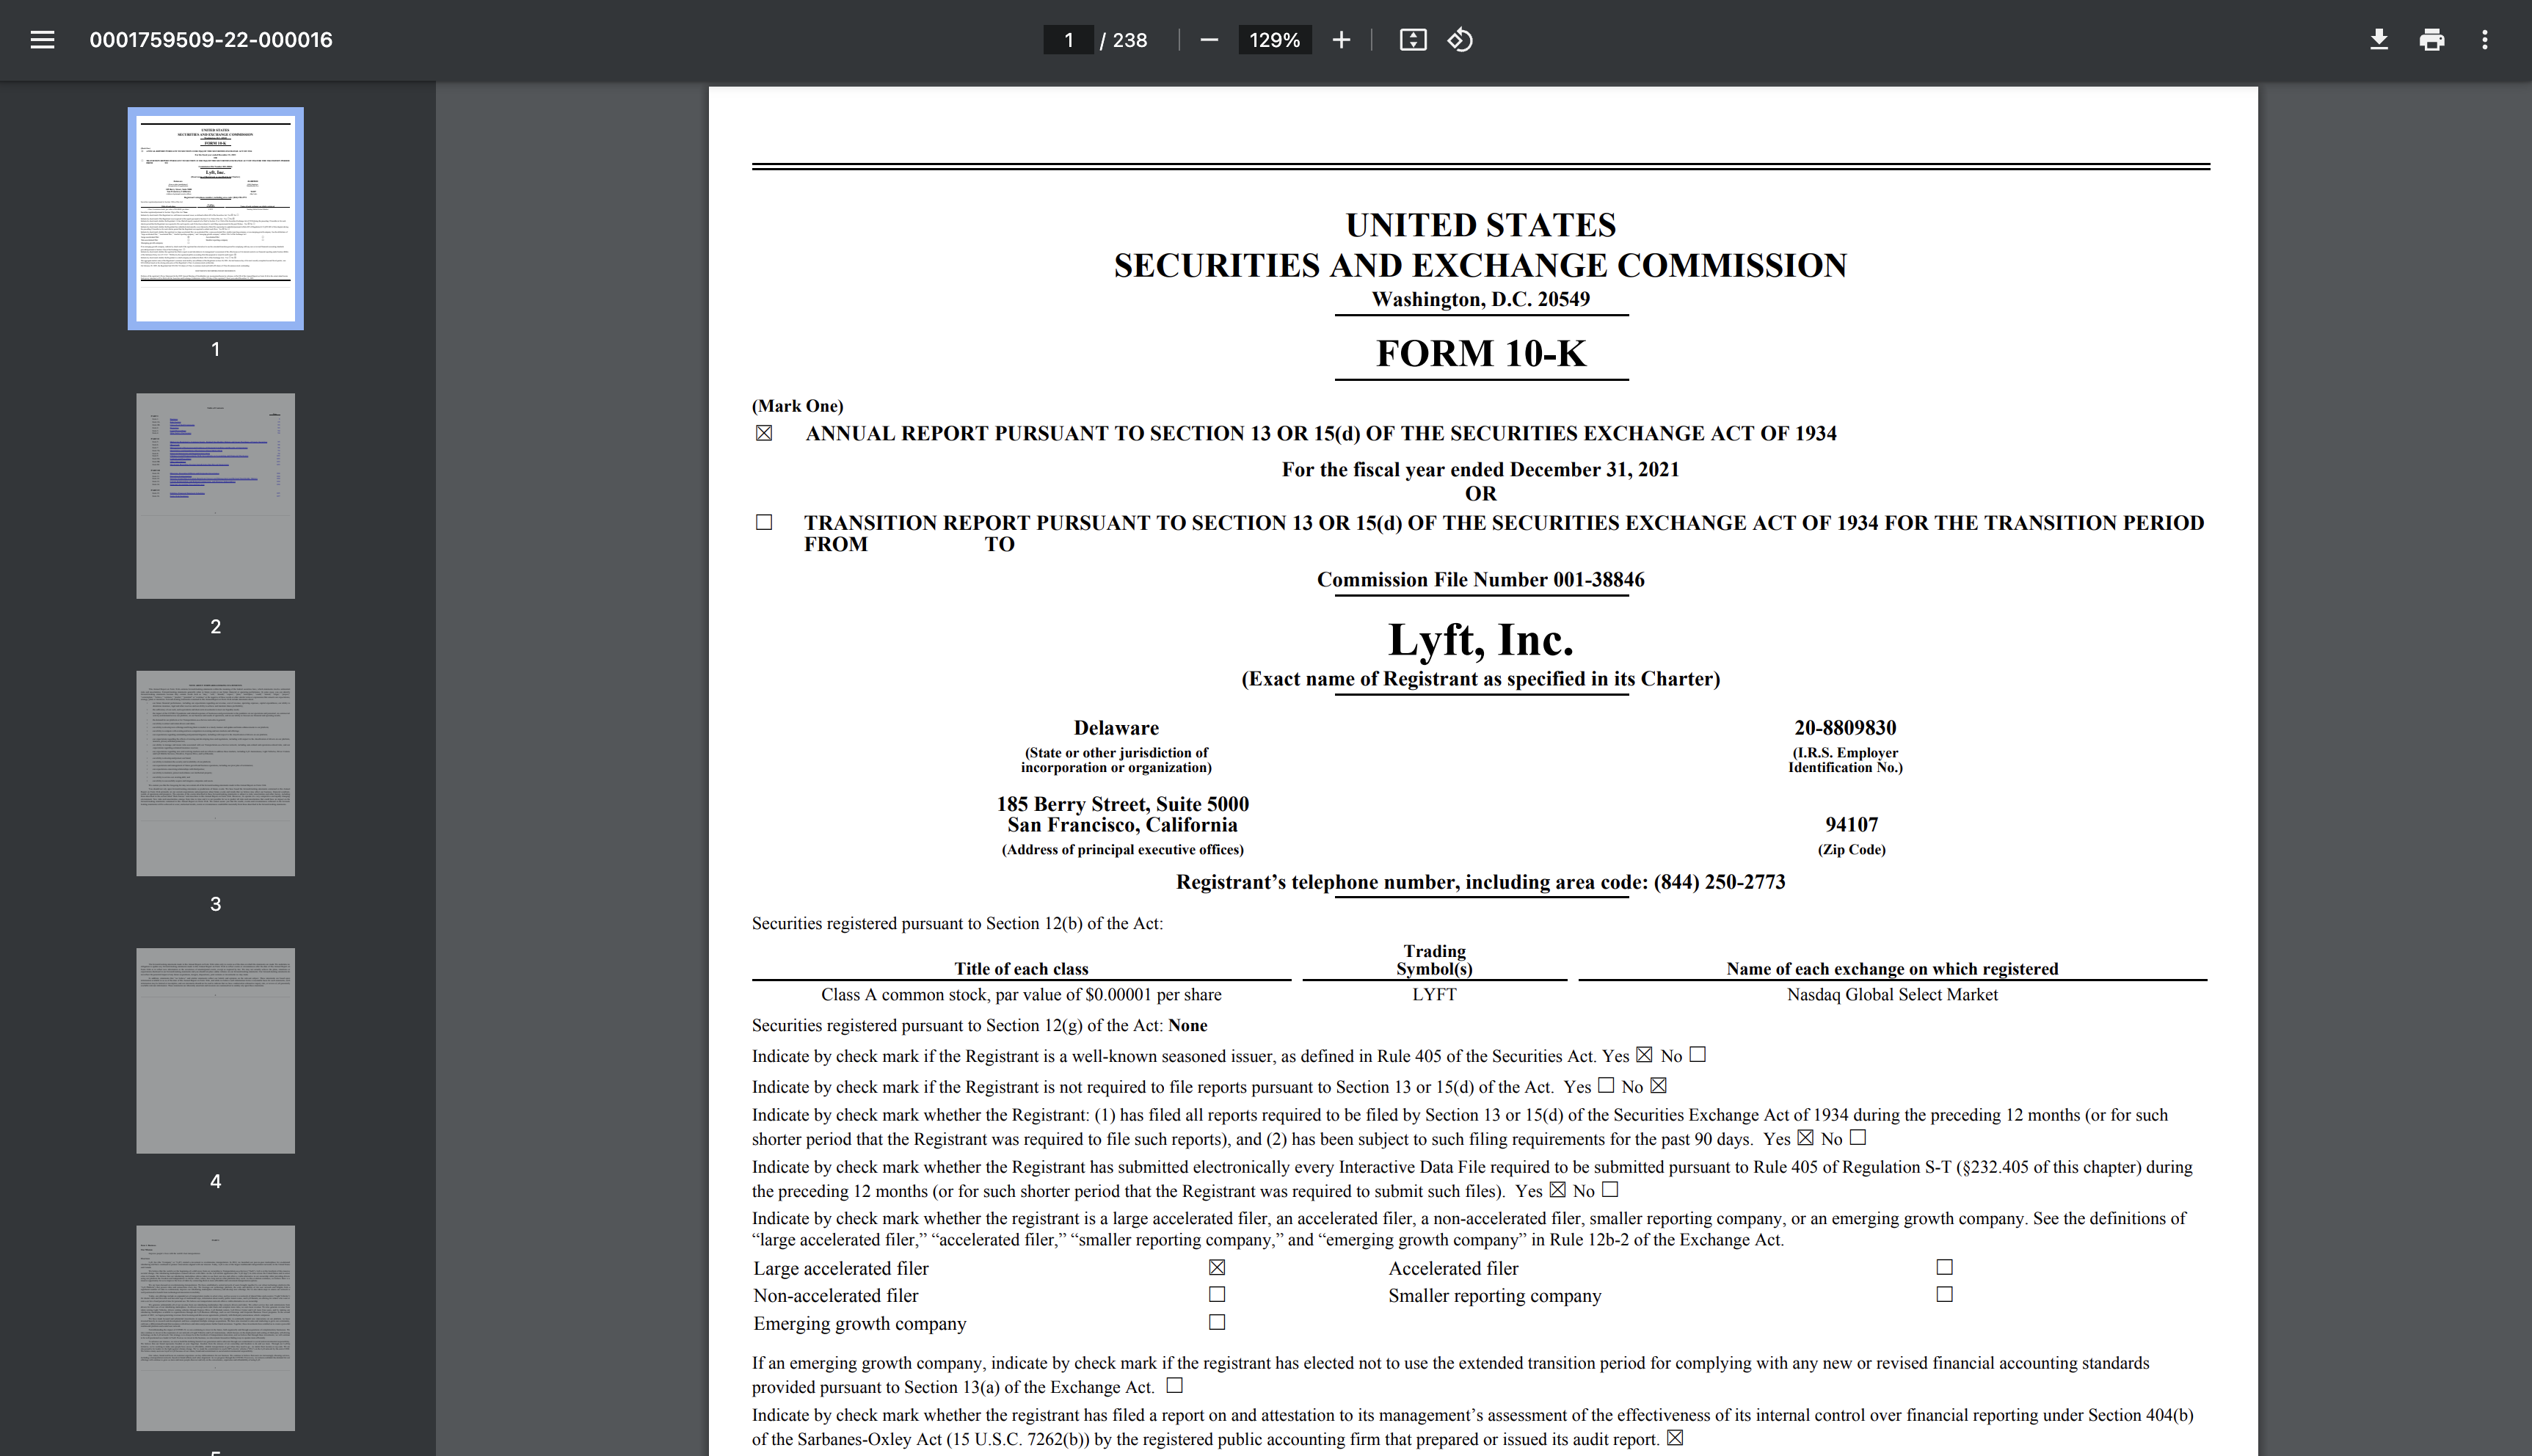 0001759509-22-000016
1 / 238
129%
1
2
3
4
UNITED STATES
SECURITIES AND EXCHANGE COMMISSION
Washington, D.C. 20549
FORM 10-K
(Mark One)
☒ ANNUAL REPORT PURSUANT TO SECTION 13 OR 15(d) OF THE SECURITIES EXCHANGE ACT OF 1934
For the fiscal year ended December 31, 2021
OR
☐ TRANSITION REPORT PURSUANT TO SECTION 13 OR 15(d) OF THE SECURITIES EXCHANGE ACT OF 1934 FOR THE TRANSITION PERIOD
FROM TO
Commission File Number 001-38846
Lyft, Inc.
(Exact name of Registrant as specified in its Charter)
Delaware 20-8809830
(State or other jurisdiction of (I.R.S. Employer
incorporation or organization) Identification No.)
185 Berry Street, Suite 5000
San Francisco, California 94107
(Address of principal executive offices) (Zip Code)
Registrant’s telephone number, including area code: (844) 250-2773
Securities registered pursuant to Section 12(b) of the Act:
Trading
Title of each class Symbol(s) Name of each exchange on which registered
Class A common stock, par value of $0.00001 per share LYFT Nasdaq Global Select Market
Securities registered pursuant to Section 12(g) of the Act: None
Indicate by check mark if the Registrant is a well-known seasoned issuer, as defined in Rule 405 of the Securities Act. Yes ☒ No ☐
Indicate by check mark if the Registrant is not required to file reports pursuant to Section 13 or 15(d) of the Act. Yes ☐ No ☒
Indicate by check mark whether the Registrant: (1) has filed all reports required to be filed by Section 13 or 15(d) of the Securities Exchange Act of 1934 during the preceding 12 months (or for such
shorter period that the Registrant was required to file such reports), and (2) has been subject to such filing requirements for the past 90 days. Yes ☒ No ☐
Indicate by check mark whether the Registrant has submitted electronically every Interactive Data File required to be submitted pursuant to Rule 405 of Regulation S-T (§232.405 of this chapter) during
the preceding 12 months (or for such shorter period that the Registrant was required to submit such files). Yes ☒ No ☐
Indicate by check mark whether the registrant is a large accelerated filer, an accelerated filer, a non-accelerated filer, smaller reporting company, or an emerging growth company. See the definitions of
“large accelerated filer,” “accelerated filer,” “smaller reporting company,” and “emerging growth company” in Rule 12b-2 of the Exchange Act.
Large accelerated filer ☒ Accelerated filer ☐
Non-accelerated filer ☐ Smaller reporting company ☐
Emerging growth company ☐
If an emerging growth company, indicate by check mark if the registrant has elected not to use the extended transition period for complying with any new or revised financial accounting standards
provided pursuant to Section 13(a) of the Exchange Act. ☐
Indicate by check mark whether the registrant has filed a report on and attestation to its management’s assessment of the effectiveness of its internal control over financial reporting under Section 404(b)
of the Sarbanes-Oxley Act (15 U.S.C. 7262(b)) by the registered public accounting firm that prepared or issued its audit report. ☒